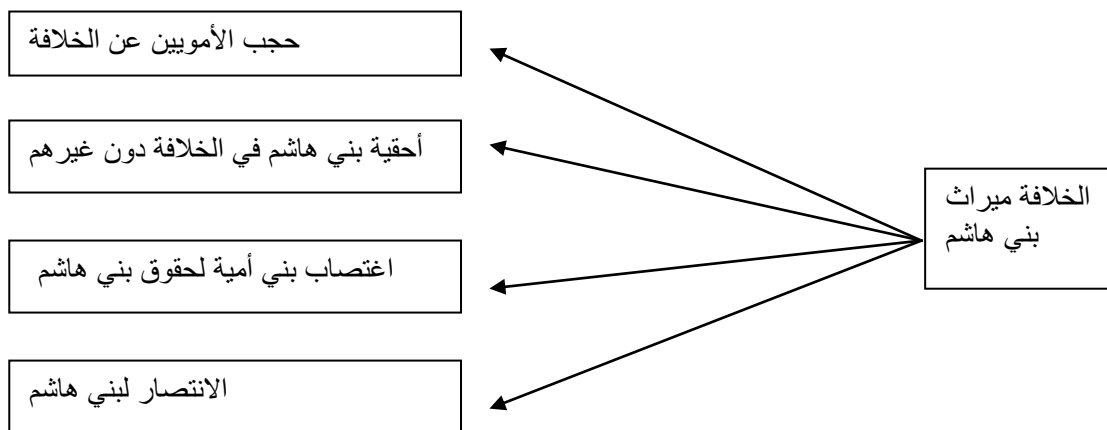 حجب الأمويين عن الخلافة
أحقية بني هاشم في الخلافة دون غيرهم
الخلافة ميراث
بني هاشم
اغتصاب بني أمية لحقوق بني هاشم
الانتصار لبني هاشم